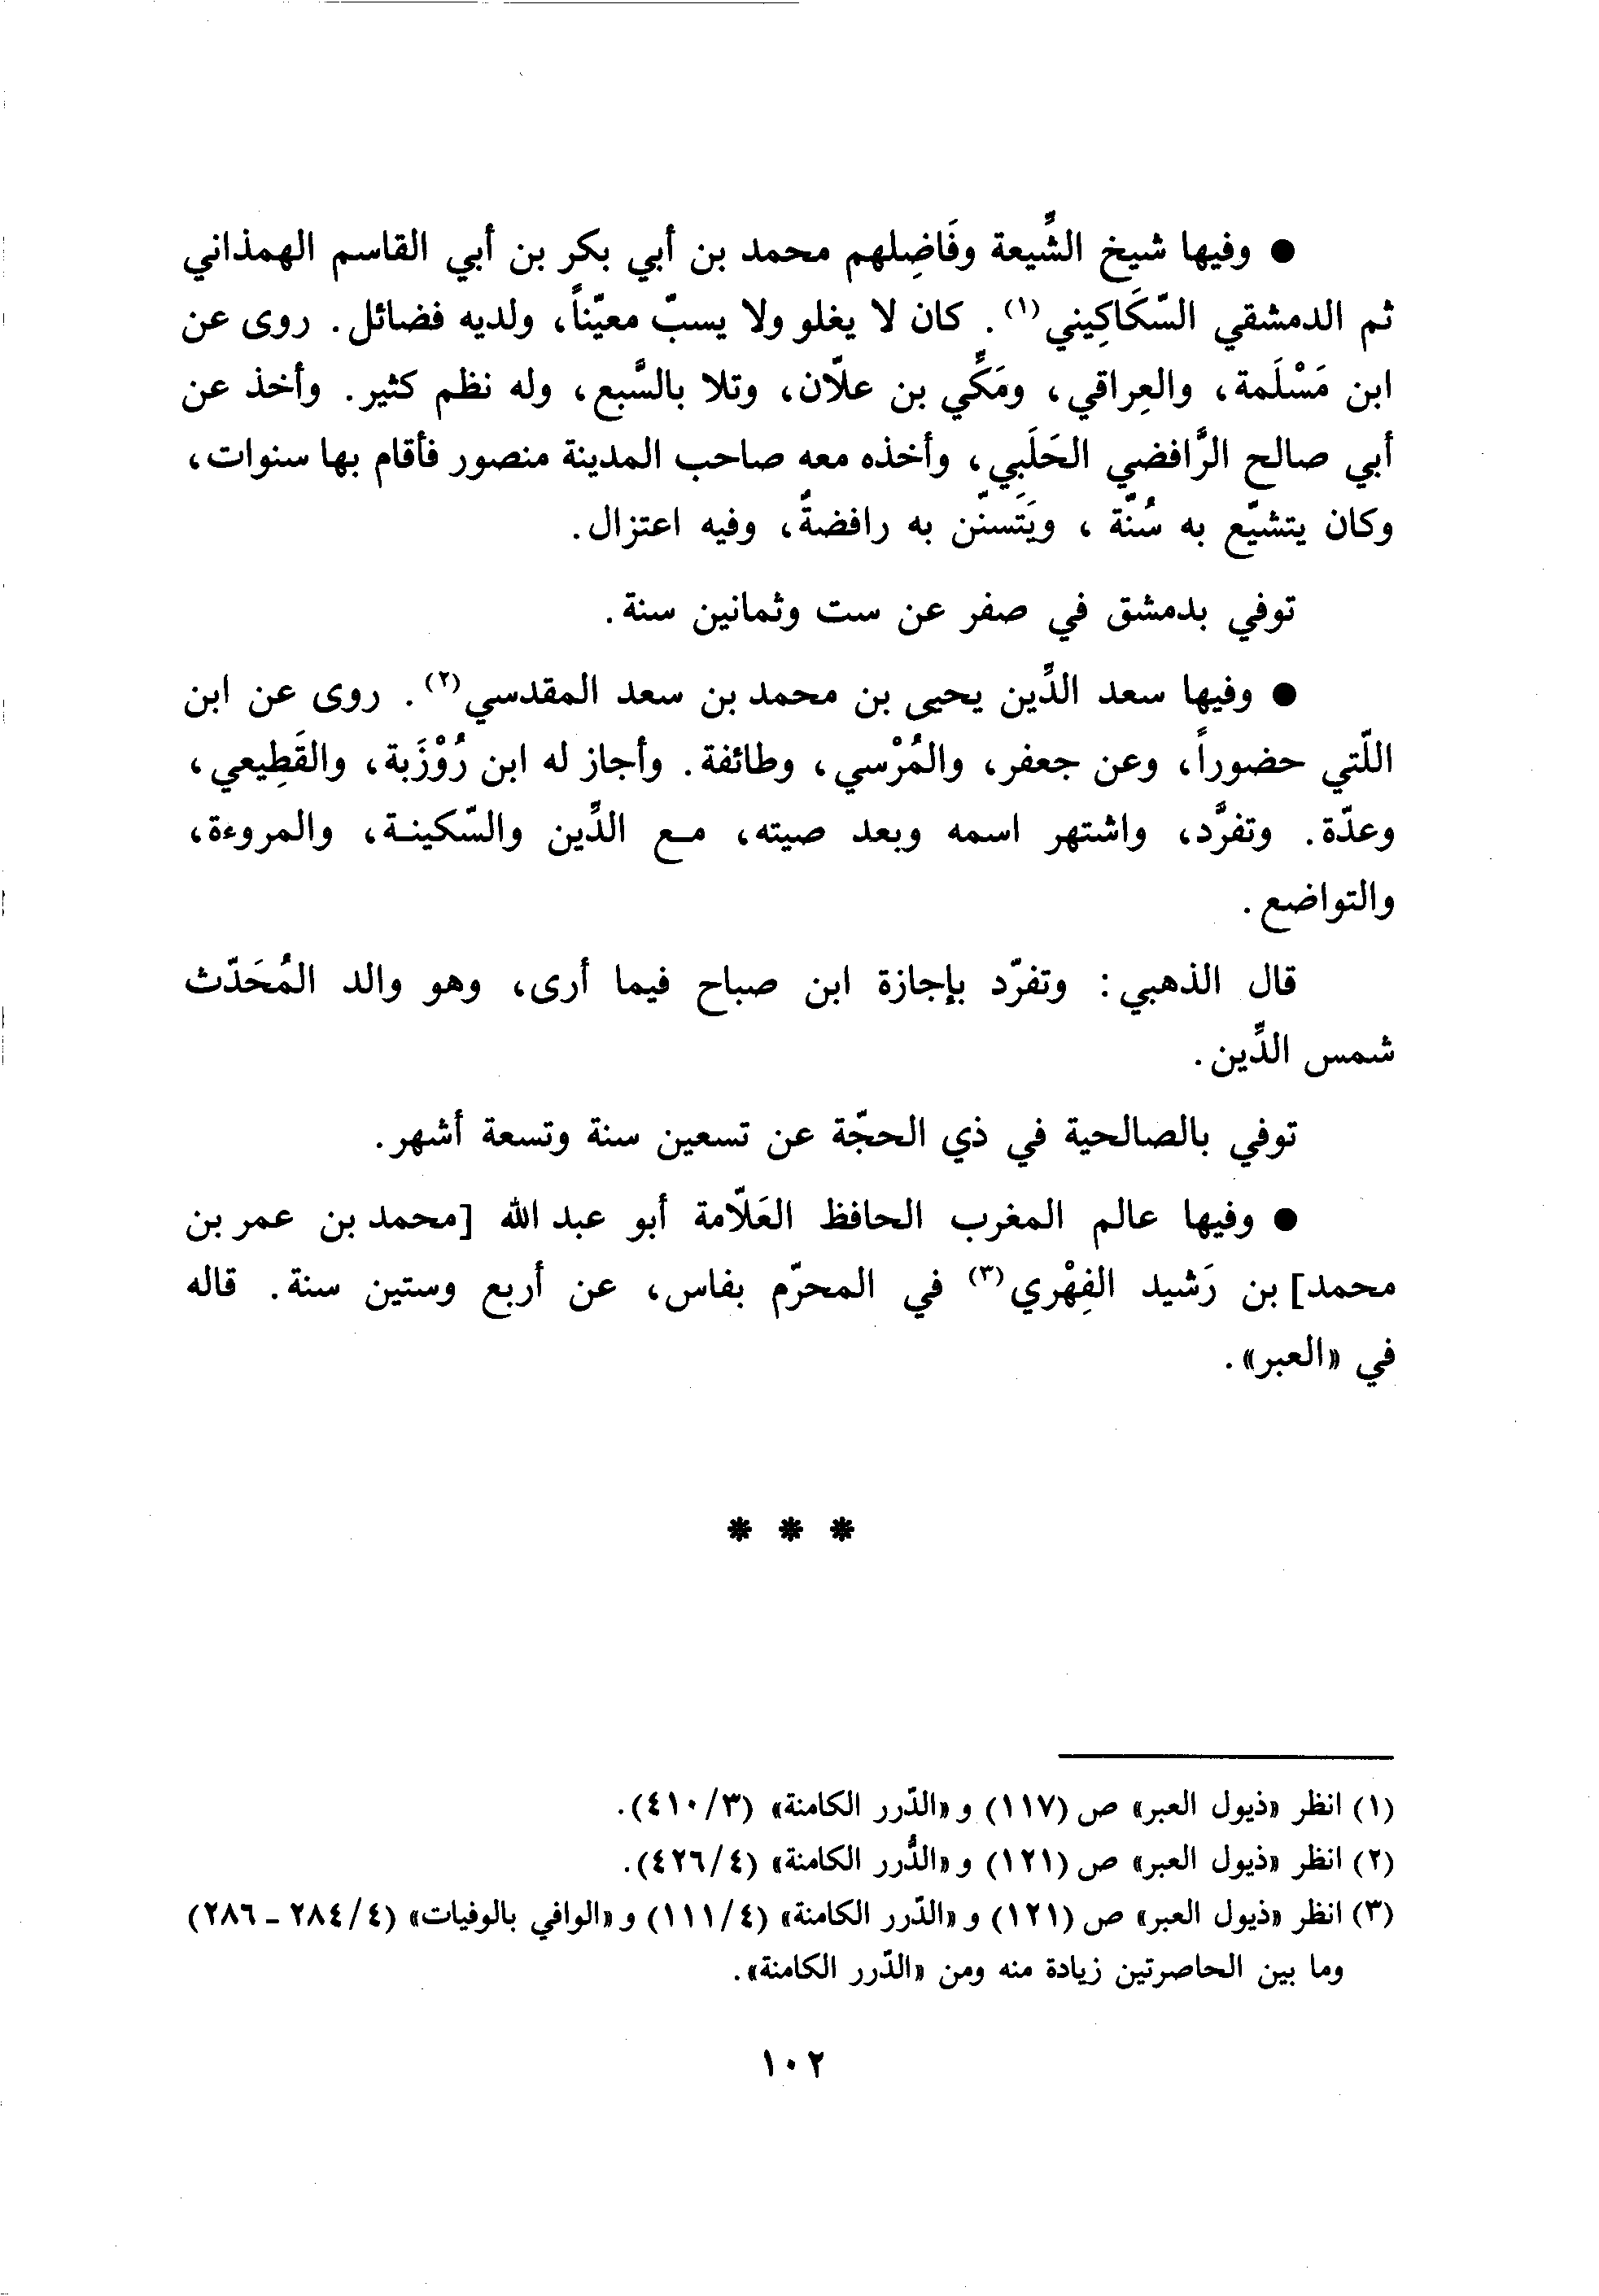 ● وفيها شيخ الشِّيعة وفَاضِلهم محمد بن أبي بكر بن أبي القاسم الهمذاني
ثم الدمشقي السّكَاكِيني(١). كان لا يغلو ولا يسبّ معيّناً، ولديه فضائل. روى عن
ابن مَسْلَمة، والعِراقي، ومَكِّي بن علّان، وتلا بالسَّبع، وله نظم كثير. وأخذ عن
أبي صالح الرَّافضي الحَلَبي، وأخذه معه صاحب المدينة منصور فأقام بها سنوات،
وكان يتشيّع به سُنّة، ويَتَسنّن به رافضةٌ، وفيه اعتزال.
توفي بدمشق في صفر عن ست وثمانين سنة.
● وفيها سعد الدِّين يحيى بن محمد بن سعد المقدسي(٢). روى عن ابن
اللّتي حضوراً، وعن جعفر، والمُرْسي، وطائفة. وأجاز له ابن رُوْزَبة، والقَطِيعي،
وعدّة. وتفرَّد، واشتهر اسمه وبعد صيته، مع الدِّين والسّكينة، والمروءة،
والتواضع.
قال الذهبي: وتفرّد بإجازة ابن صباح فيما أرى، وهو والد المُحَدّث
شمس الدِّين.
توفي بالصالحية في ذي الحجّة عن تسعين سنة وتسعة أشهر.
● وفيها عالم المغرب الحافظ العَلّامة أبو عبد الله [محمد بن عمر بن
محمد] بن رَشيد الفِهْري(٣) في المحرّم بفاس، عن أربع وستين سنة. قاله
في «العبر».
* * *
(١) انظر «ذيول العبر» ص (١١٧) و «الدّرر الكامنة» (٤١٠/٣).
(٢) انظر «ذيول العبر» ص (١٢١) و «الدُّرر الكامنة» (٤٢٦/٤).
(٣) انظر «ذيول العبر» ص (١٢١) و «الدّرر الكامنة» (١١١/٤) و «الوافي بالوفيات» (٢٨٤/٤ - ٢٨٦)
وما بين الحاصرتين زيادة منه ومن «الدّرر الكامنة».
١٠٢